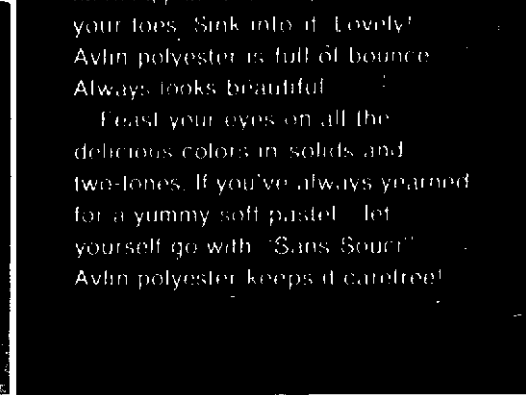 your toes. Sink into it. Lovely!
Avlin polyester is full of bounce.
Always looks beautiful.
Feast your eyes on all the
delicious colors in solids and
two-tones. If you've always yearned
for a yummy soft pastel... let
yourself go with "Sans Souci".
Avlin polyester keeps it carefree!